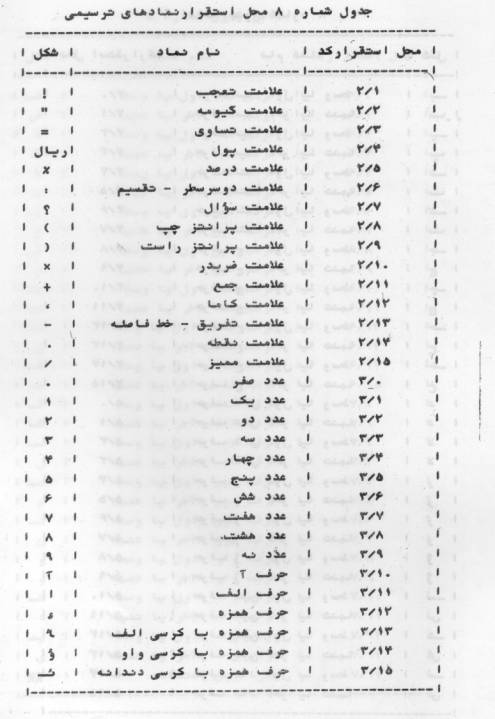 جدول شماره ۸ محل استقرارنمادهای ترسیمی
محل استقرارکد | نام نماد | شکل |
۲/۱ | علامت تعجب | ! |
۲/۲ | علامت گیومه | " |
۲/۳ | علامت تساوی | = |
۲/۴ | علامت پول | ریال |
۲/۵ | علامت درصد | ٪ |
۲/۶ | علامت دوسرسطر - تقسیم | : |
۲/۷ | علامت سؤال | ؟ |
۲/۸ | علامت پرانتز چپ | ) |
۲/۹ | علامت پرانتز راست | ( |
۲/۱۰ | علامت ضربدر | × |
۲/۱۱ | علامت جمع | + |
۲/۱۲ | علامت کاما | ، |
۲/۱۳ | علامت تفریق - خط فاصله | - |
۲/۱۴ | علامت نقطه | . |
۲/۱۵ | علامت ممیز | / |
۳/۰ | عدد صفر | ۰ |
۳/۱ | عدد یک | ۱ |
۳/۲ | عدد دو | ۲ |
۳/۳ | عدد سه | ۳ |
۳/۴ | عدد چهار | ۴ |
۳/۵ | عدد پنج | ۵ |
۳/۶ | عدد شش | ۶ |
۳/۷ | عدد هفت | ۷ |
۳/۸ | عدد هشت | ۸ |
۳/۹ | عدد نه | ۹ |
۳/۱۰ | حرف آ | آ |
۳/۱۱ | حرف الف | ا |
۳/۱۲ | حرف همزه | ء |
۳/۱۳ | حرف همزه با کرسی الف | أ |
۳/۱۴ | حرف همزه با کرسی واو | ؤ |
۳/۱۵ | حرف همزه با کرسی دندانه | ئ |